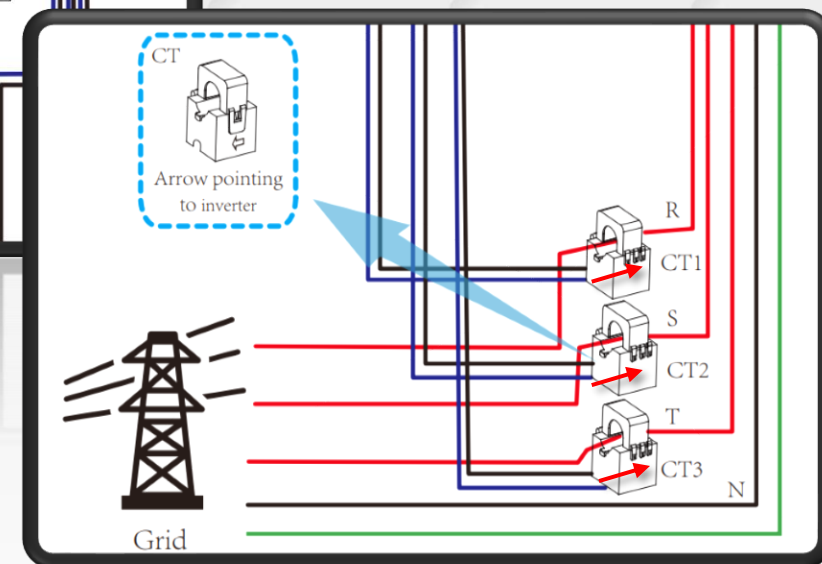 CT
Arrow pointing
to inverter
R
CT1
S
CT2
T
CT3
N
Grid